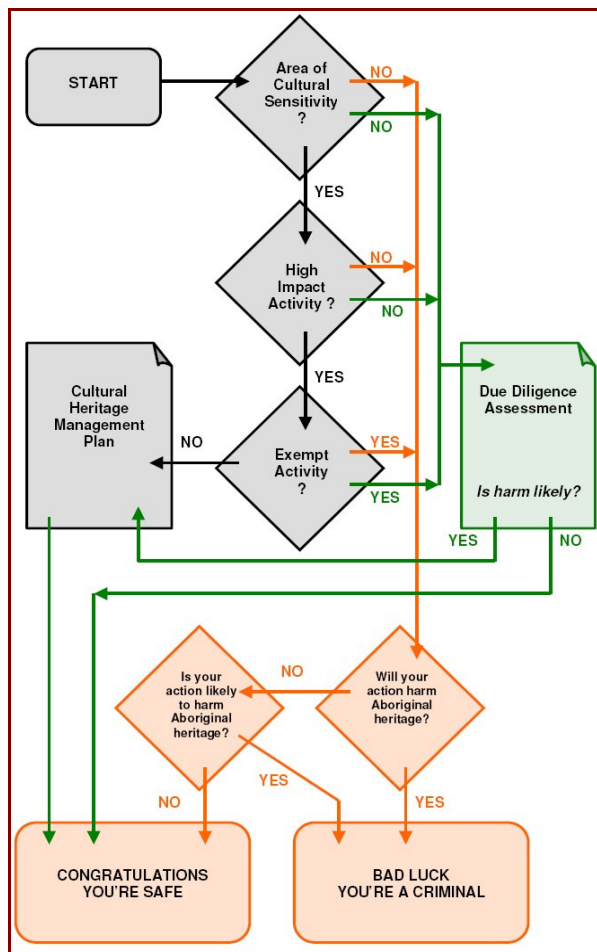 START
Area of
Cultural
Sensitivity
?
NO
NO
YES
High
Impact
Activity ?
NO
NO
YES
Cultural
Heritage
Management
Plan
NO
Exempt
Activity
?
YES
YES
Due Diligence
Assessment
Is harm likely?
YES
NO
Is your
action likely
to harm
Aboriginal
heritage?
NO
Will your
action harm
Aboriginal
heritage?
NO
YES
YES
CONGRATULATIONS
YOU'RE SAFE
BAD LUCK
YOU'RE A CRIMINAL